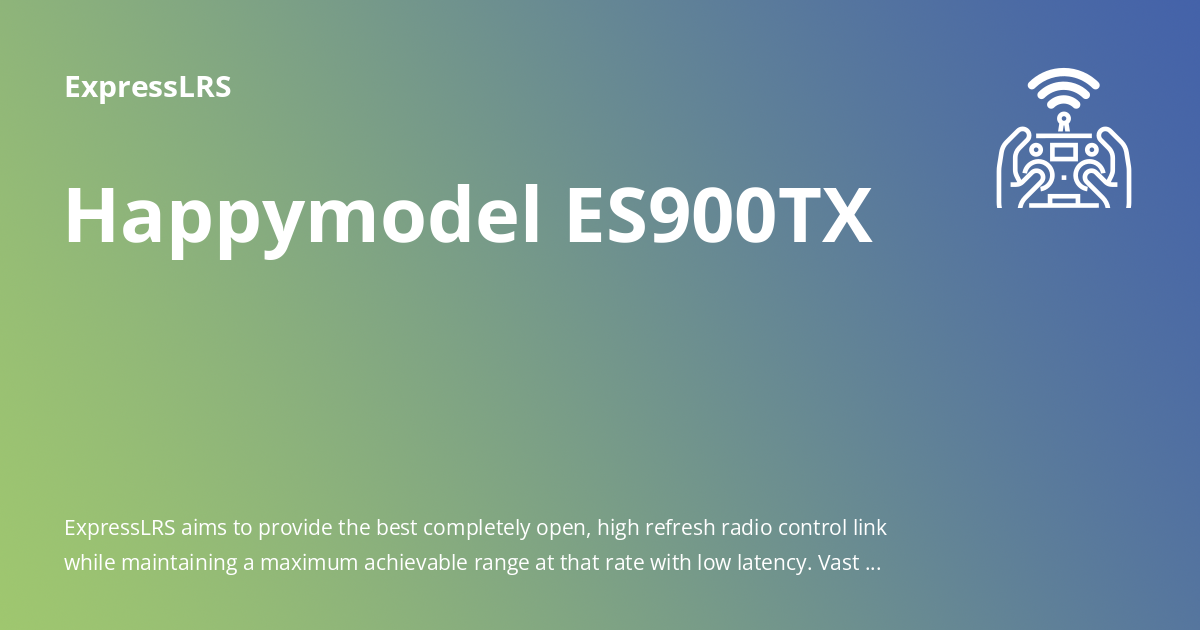 ExpressLRS
Happymodel ES900TX
ExpressLRS aims to provide the best completely open, high refresh radio control link
while maintaining a maximum achievable range at that rate with low latency. Vast ...